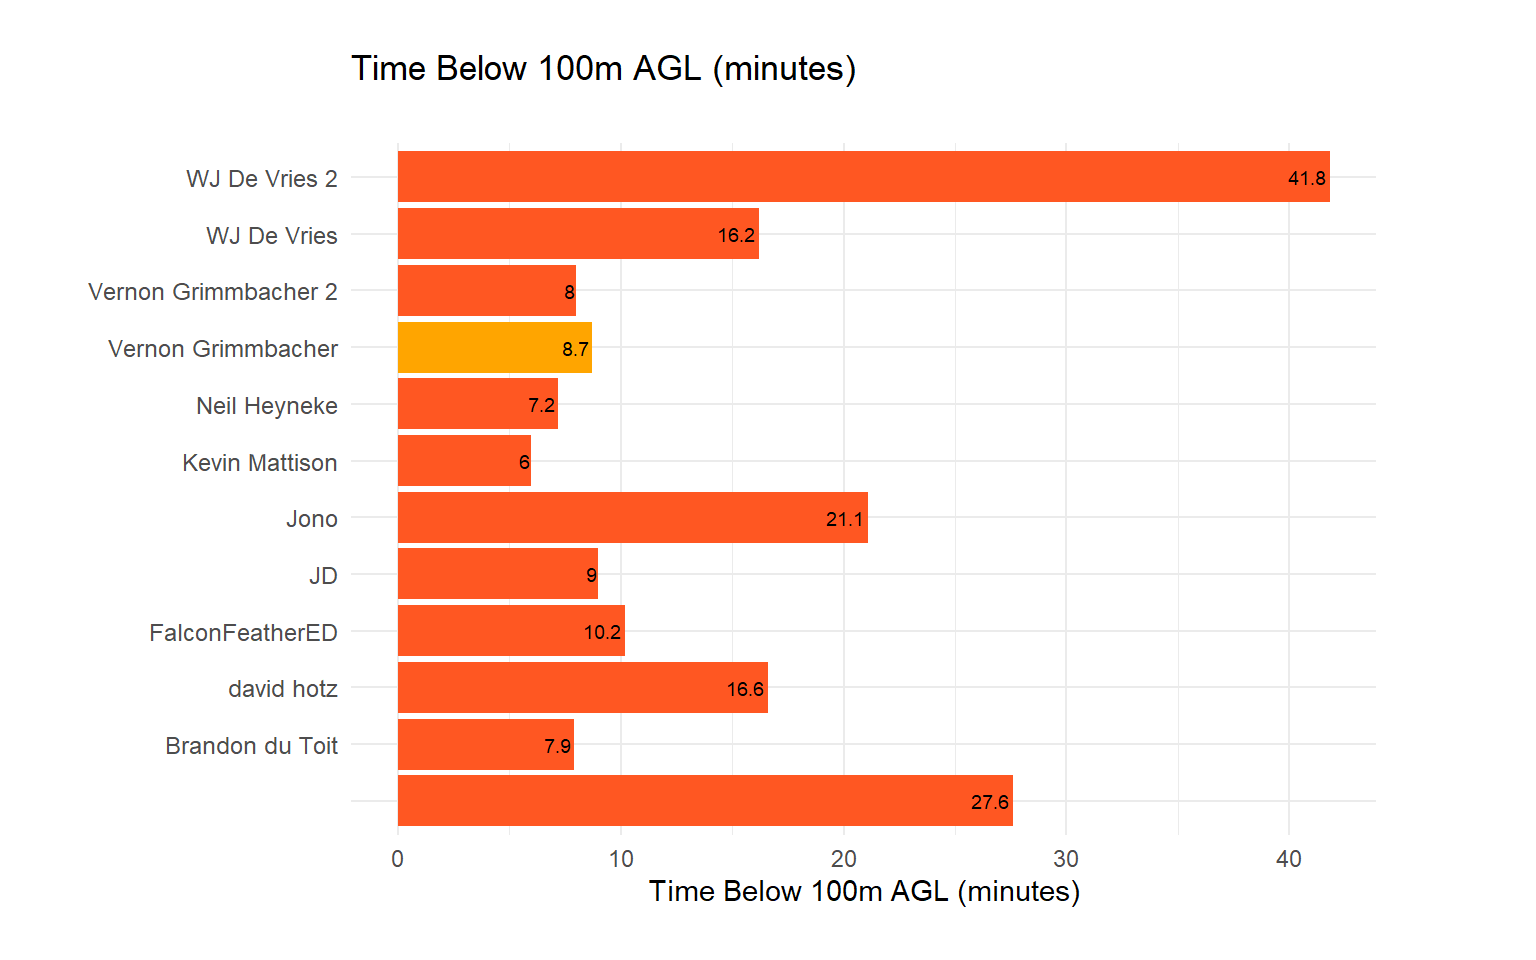 Time Below 100m AGL (minutes)
WJ De Vries 2
41.8
WJ De Vries
16.2
Vernon Grimmbacher 2
8
Vernon Grimmbacher
8.7
Neil Heyneke
7.2
Kevin Mattison
6
Jono
21.1
JD
9
FalconFeatherED
10.2
david hotz
16.6
Brandon du Toit
7.9
27.6
0 10 20 30 40
Time Below 100m AGL (minutes)